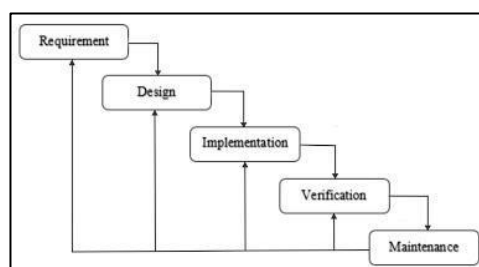 Requirement
Design
Implementation
Verification
Maintenance